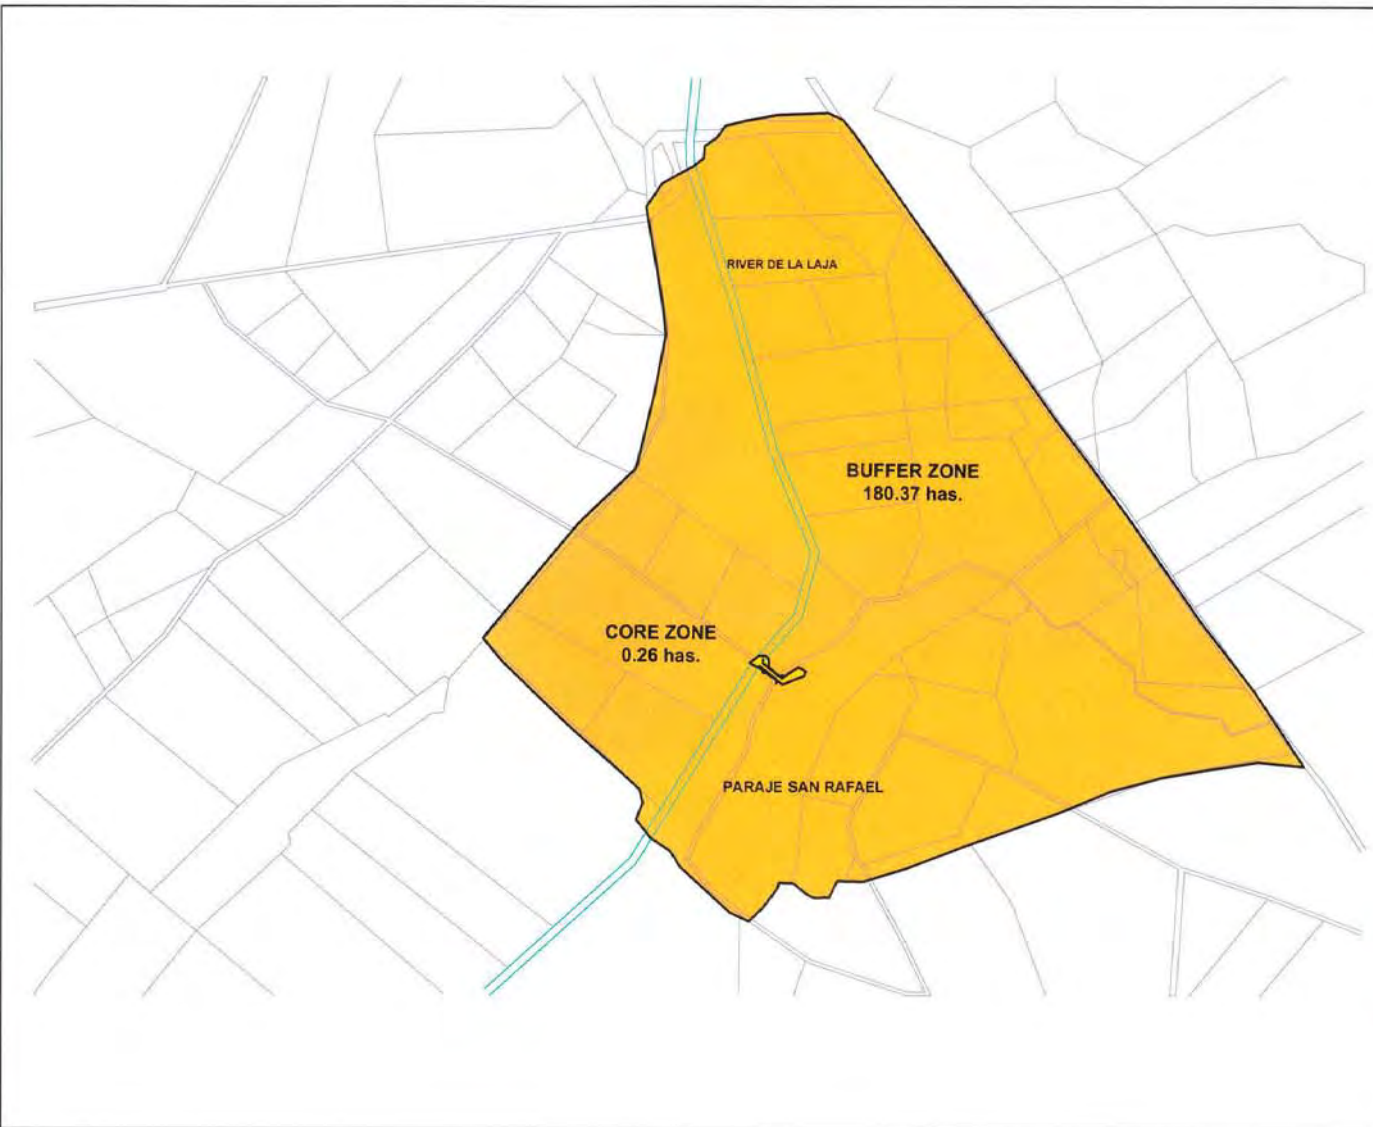 RIVER DE LA LAJA
BUFFER ZONE
180.37 has.
CORE ZONE
0.26 has.
PARAJE SAN RAFAEL